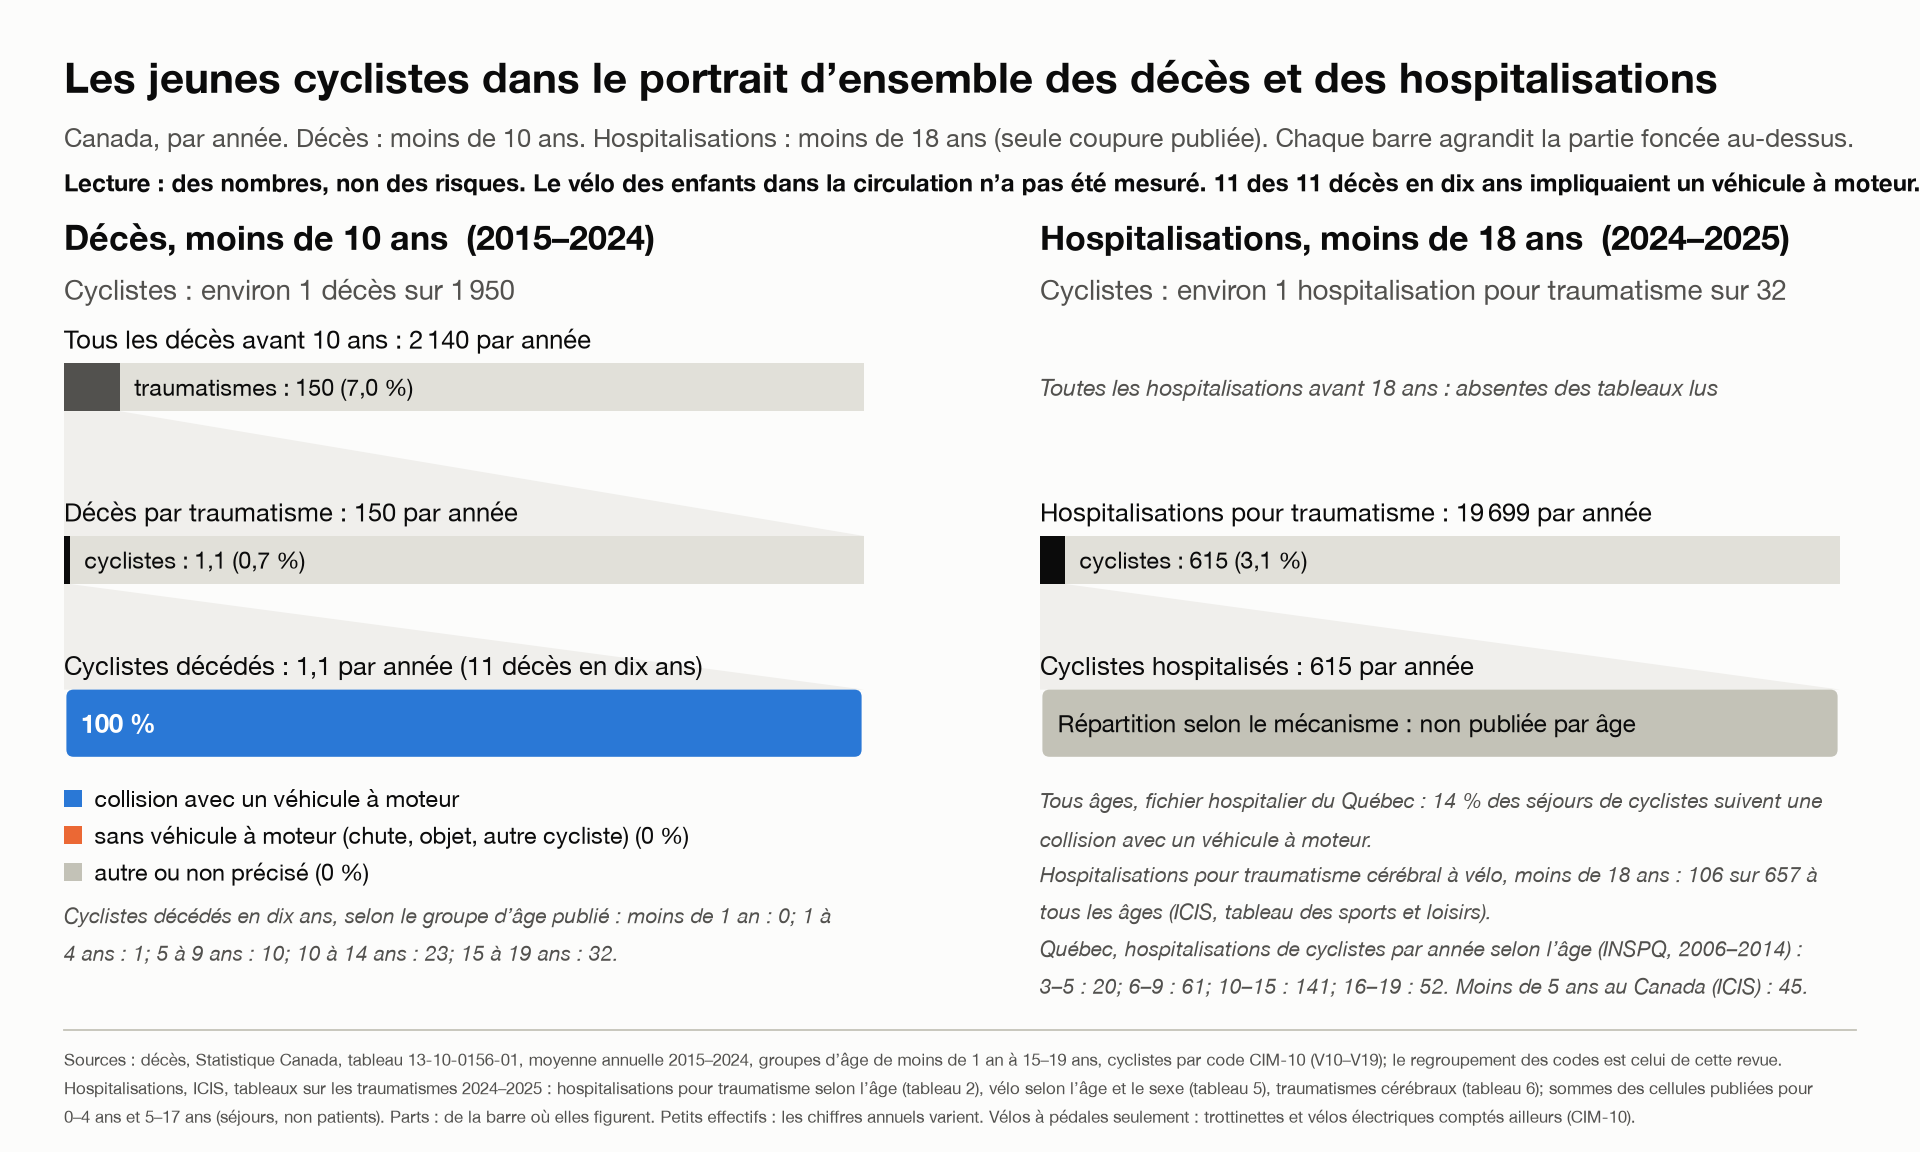 Les jeunes cyclistes dans le portrait d’ensemble des décès et des hospitalisations
Canada, par année. Décès : moins de 10 ans. Hospitalisations : moins de 18 ans (seule coupure publiée). Chaque barre agrandit la partie foncée au-dessus.
Lecture : des nombres, non des risques. Le vélo des enfants dans la circulation n’a pas été mesuré. 11 des 11 décès en dix ans impliquaient un véhicule à moteur.
Décès, moins de 10 ans (2015–2024)
Cyclistes : environ 1 décès sur 1 950
Tous les décès avant 10 ans : 2 140 par année
traumatismes : 150 (7,0 %)
Décès par traumatisme : 150 par année
cyclistes : 1,1 (0,7 %)
Cyclistes décédés : 1,1 par année (11 décès en dix ans)
100 %
collision avec un véhicule à moteur
sans véhicule à moteur (chute, objet, autre cycliste) (0 %)
autre ou non précisé (0 %)
Cyclistes décédés en dix ans, selon le groupe d’âge publié : moins de 1 an : 0; 1 à
4 ans : 1; 5 à 9 ans : 10; 10 à 14 ans : 23; 15 à 19 ans : 32.
Hospitalisations, moins de 18 ans (2024–2025)
Cyclistes : environ 1 hospitalisation pour traumatisme sur 32
Toutes les hospitalisations avant 18 ans : absentes des tableaux lus
Hospitalisations pour traumatisme : 19 699 par année
cyclistes : 615 (3,1 %)
Cyclistes hospitalisés : 615 par année
Répartition selon le mécanisme : non publiée par âge
Tous âges, fichier hospitalier du Québec : 14 % des séjours de cyclistes suivent une
collision avec un véhicule à moteur.
Hospitalisations pour traumatisme cérébral à vélo, moins de 18 ans : 106 sur 657 à
tous les âges (ICIS, tableau des sports et loisirs).
Québec, hospitalisations de cyclistes par année selon l’âge (INSPQ, 2006–2014) :
3–5 : 20; 6–9 : 61; 10–15 : 141; 16–19 : 52. Moins de 5 ans au Canada (ICIS) : 45.
Sources : décès, Statistique Canada, tableau 13-10-0156-01, moyenne annuelle 2015–2024, groupes d’âge de moins de 1 an à 15–19 ans, cyclistes par code CIM-10 (V10–V19); le regroupement des codes est celui de cette revue.
Hospitalisations, ICIS, tableaux sur les traumatismes 2024–2025 : hospitalisations pour traumatisme selon l’âge (tableau 2), vélo selon l’âge et le sexe (tableau 5), traumatismes cérébraux (tableau 6); sommes des cellules publiées pour
0–4 ans et 5–17 ans (séjours, non patients). Parts : de la barre où elles figurent. Petits effectifs : les chiffres annuels varient. Vélos à pédales seulement : trottinettes et vélos électriques comptés ailleurs (CIM-10).